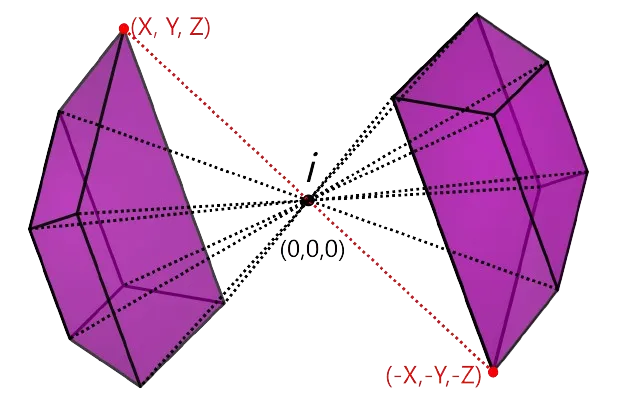 (X, Y, Z)
i
(0,0,0)
(-X,-Y,-Z)